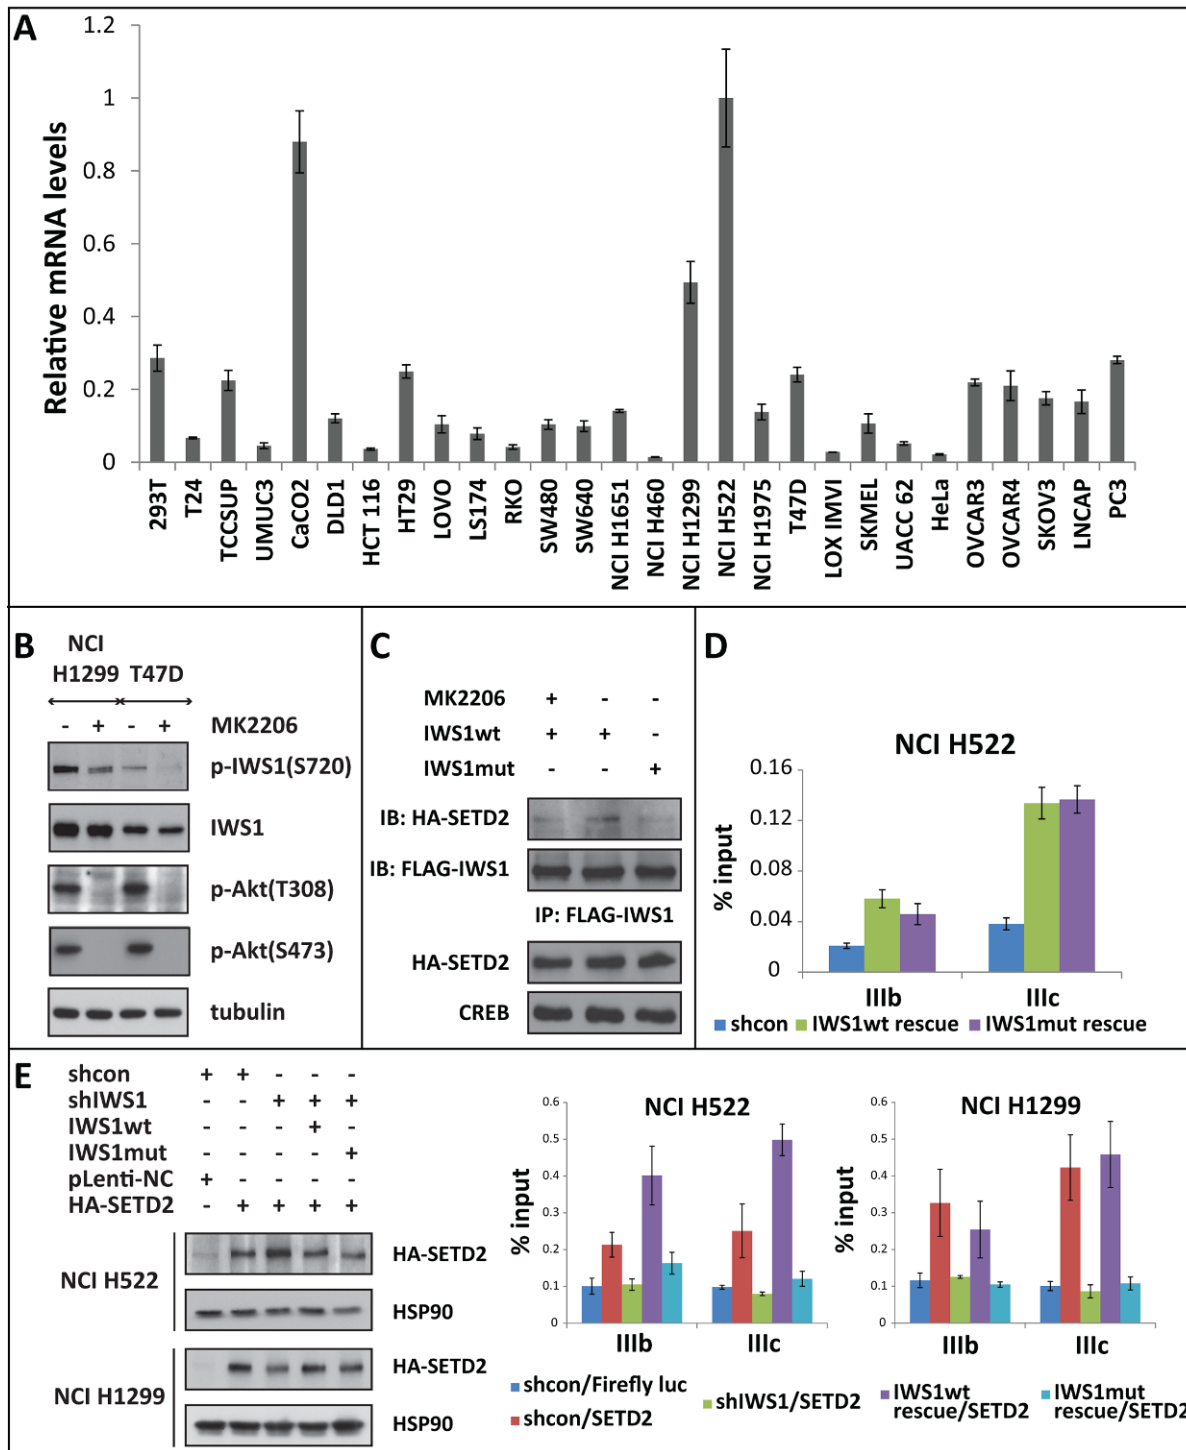 A
Relative mRNA levels
1.2
1
0.8
0.6
0.4
0.2
0
293T
T24
TCCSUP
UMUC3
CaCO2
DLD1
HCT 116
HT29
LOVO
LS174
RKO
SW480
SW640
NCI H1651
NCI H460
NCI H1299
NCI H522
NCI H1975
T47D
LOX IMVI
SKMEL
UACC 62
HeLa
OVCAR3
OVCAR4
SKOV3
LNCAP
PC3
B
NCI
H1299 T47D
- + - + MK2206
p-IWS1(S720)
IWS1
p-Akt(T308)
p-Akt(S473)
tubulin
C
MK2206 + - -
IWS1wt + + -
IWS1mut - - +
IB: HA-SETD2
IB: FLAG-IWS1
IP: FLAG-IWS1
HA-SETD2
CREB
D
NCI H522
% input
0.16
0.12
0.08
0.04
0
IIIb IIIc
shcon IWS1wt rescue IWS1mut rescue
E
shcon + + - - -
shIWS1 - - + + +
IWS1wt - - - + -
IWS1mut - - - - +
pLenti-NC + - - - -
HA-SETD2 - + + + +
NCI H522
HA-SETD2
HSP90
NCI H1299
HA-SETD2
HSP90
NCI H522
% input
0.6
0.5
0.4
0.3
0.2
0.1
0
IIIb IIIc
NCI H1299
% input
0.6
0.5
0.4
0.3
0.2
0.1
0
IIIb IIIc
shcon/Firefly luc
shcon/SETD2
shIWS1/SETD2
IWS1wt
rescue/SETD2
IWS1mut
rescue/SETD2